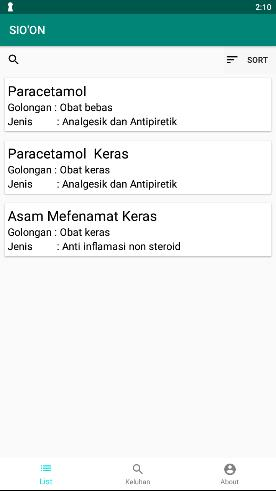 2:10
SIO'ON
SORT
Paracetamol
Golongan : Obat bebas
Jenis : Analgesik dan Antipiretik
Paracetamol Keras
Golongan : Obat keras
Jenis : Analgesik dan Antipiretik
Asam Mefenamat Keras
Golongan : Obat keras
Jenis : Anti inflamasi non steroid
List
Keluhan
About